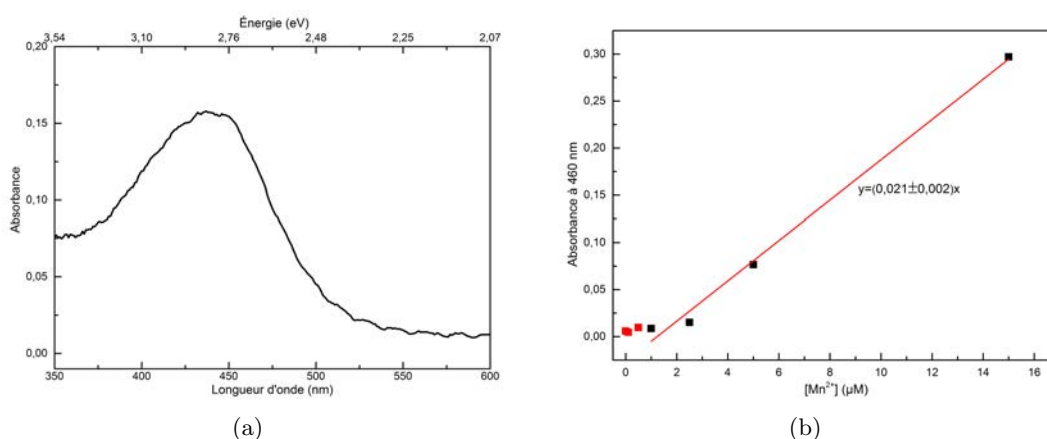 Énergie (eV)
3,54 3,10 2,76 2,48 2,25 2,07
0,20
0,15
0,10
0,05
0,00
Absorbance
350 400 450 500 550 600
Longueur d'onde (nm)
(a)
0,30
0,25
0,20
0,15
0,10
0,05
0,00
Absorbance à 460 nm
y=(0,021±0,002)x
0 2 4 6 8 10 12 14 16
[Mn²⁺] (µM)
(b)